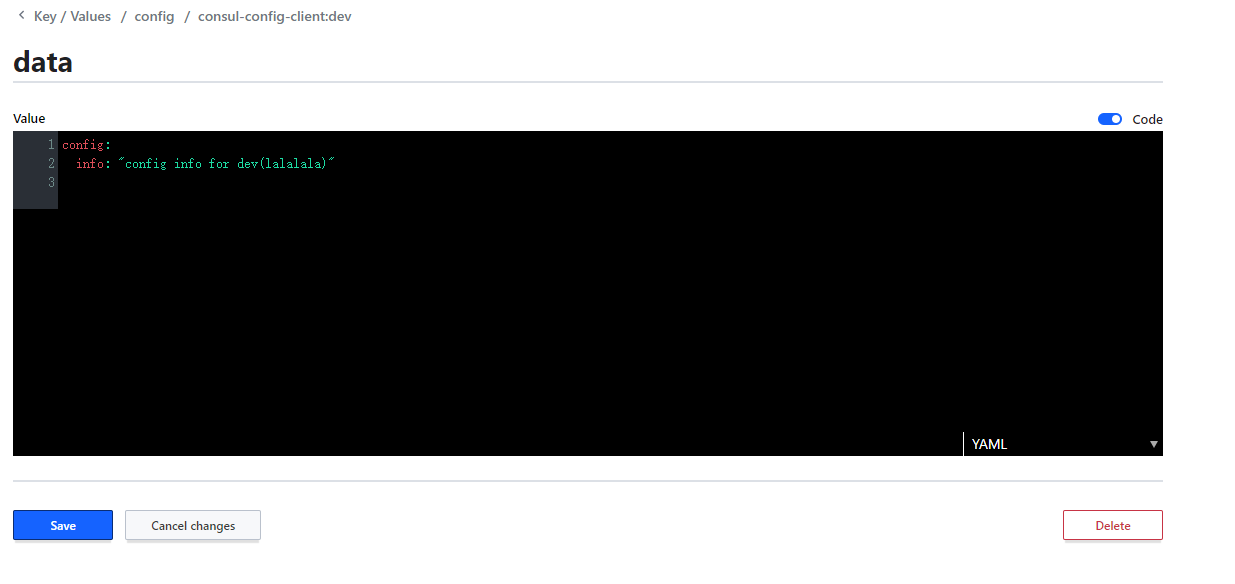 Key / Values / config / consul-config-client:dev
data
Value
Code
1 config:
2 info: "config info for dev(lalalala)"
3
YAML
Save
Cancel changes
Delete